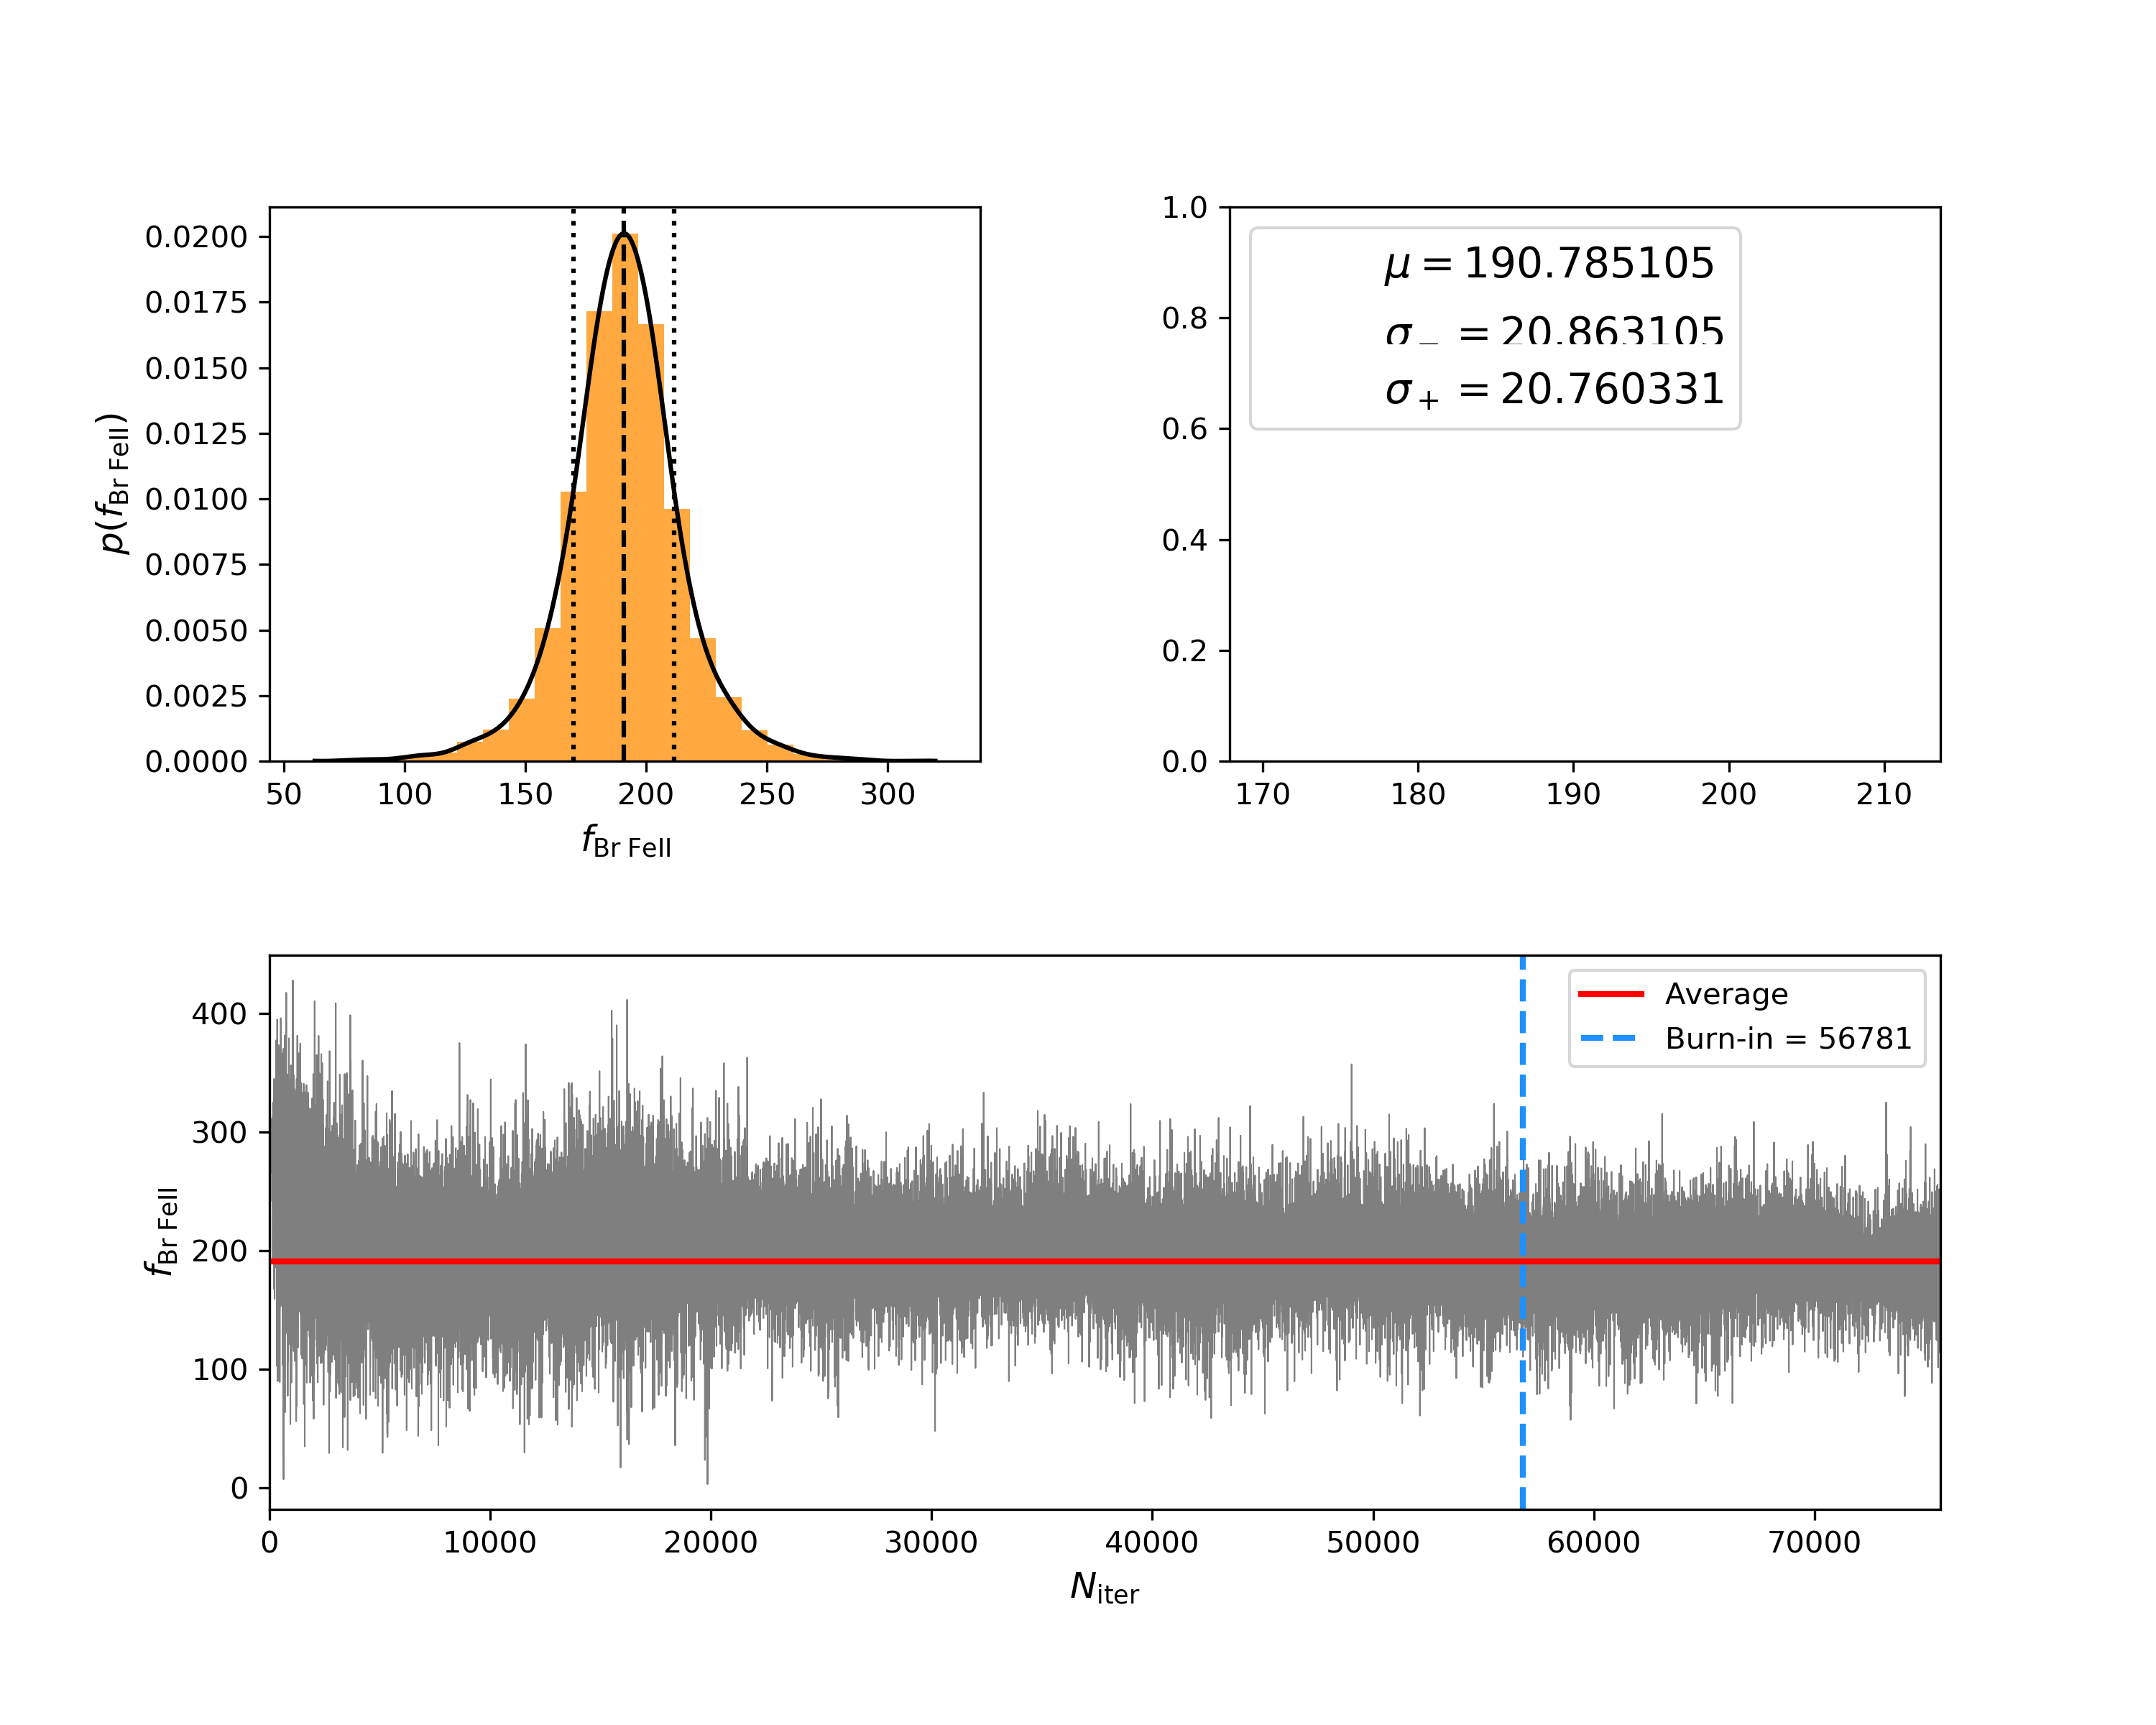 0.0200
0.0175
0.0150
0.0125
0.0100
0.0075
0.0050
0.0025
0.0000
p(f_Br FeII)
50 100 150 200 250 300
f_Br FeII
1.0
0.8
0.6
0.4
0.2
0.0
μ = 190.785105
σ_− = 20.863105
σ_+ = 20.760331
170 180 190 200 210
400
300
200
100
0
f_Br FeII
Average
Burn-in = 56781
0 10000 20000 30000 40000 50000 60000 70000
N_iter